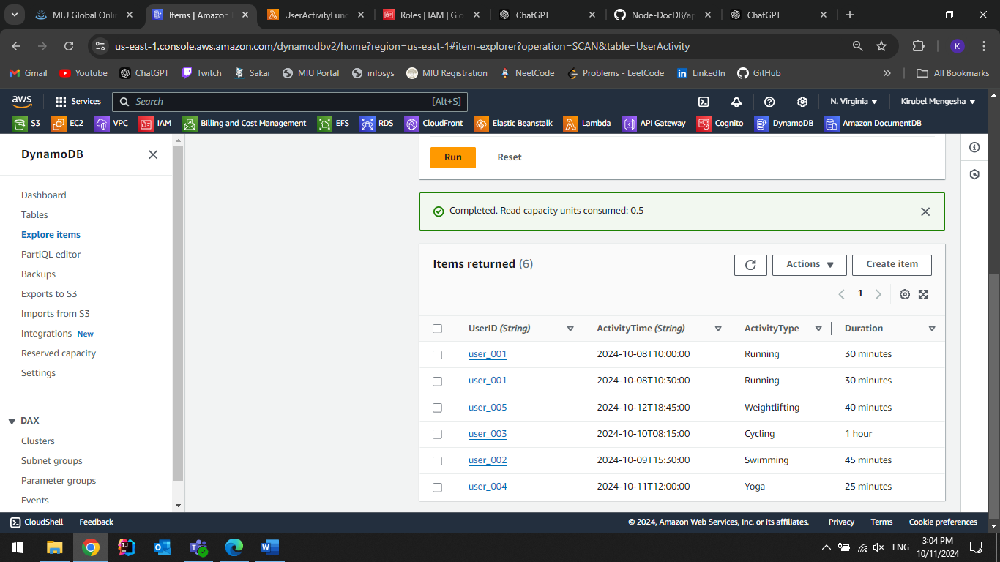 MIU Global Onlin
Items | Amazon
UserActivityFunc
Roles | IAM | Glo
ChatGPT
Node-DocDB/ap
ChatGPT
us-east-1.console.aws.amazon.com/dynamodbv2/home?region=us-east-1#item-explorer?operation=SCAN&table=UserActivity
K
Gmail
Youtube
ChatGPT
Twitch
Sakai
MIU Portal
infosys
MIU Registration
NeetCode
Problems - LeetCode
LinkedIn
GitHub
All Bookmarks
aws
Services
Search
[Alt+S]
N. Virginia
Kirubel Mengesha
S3
EC2
VPC
IAM
Billing and Cost Management
EFS
RDS
CloudFront
Elastic Beanstalk
Lambda
API Gateway
Cognito
DynamoDB
Amazon DocumentDB
DynamoDB
Dashboard
Tables
Explore items
PartiQL editor
Backups
Exports to S3
Imports from S3
Integrations New
Reserved capacity
Settings
DAX
Clusters
Subnet groups
Parameter groups
Events
Run
Reset
Completed. Read capacity units consumed: 0.5
Items returned (6)
Actions
Create item
1
UserID (String) ActivityTime (String) ActivityType Duration
user_001 2024-10-08T10:00:00 Running 30 minutes
user_001 2024-10-08T10:30:00 Running 30 minutes
user_005 2024-10-12T18:45:00 Weightlifting 40 minutes
user_003 2024-10-10T08:15:00 Cycling 1 hour
user_002 2024-10-09T15:30:00 Swimming 45 minutes
user_004 2024-10-11T12:00:00 Yoga 25 minutes
CloudShell
Feedback
© 2024, Amazon Web Services, Inc. or its affiliates.
Privacy
Terms
Cookie preferences
ENG
3:04 PM
10/11/2024